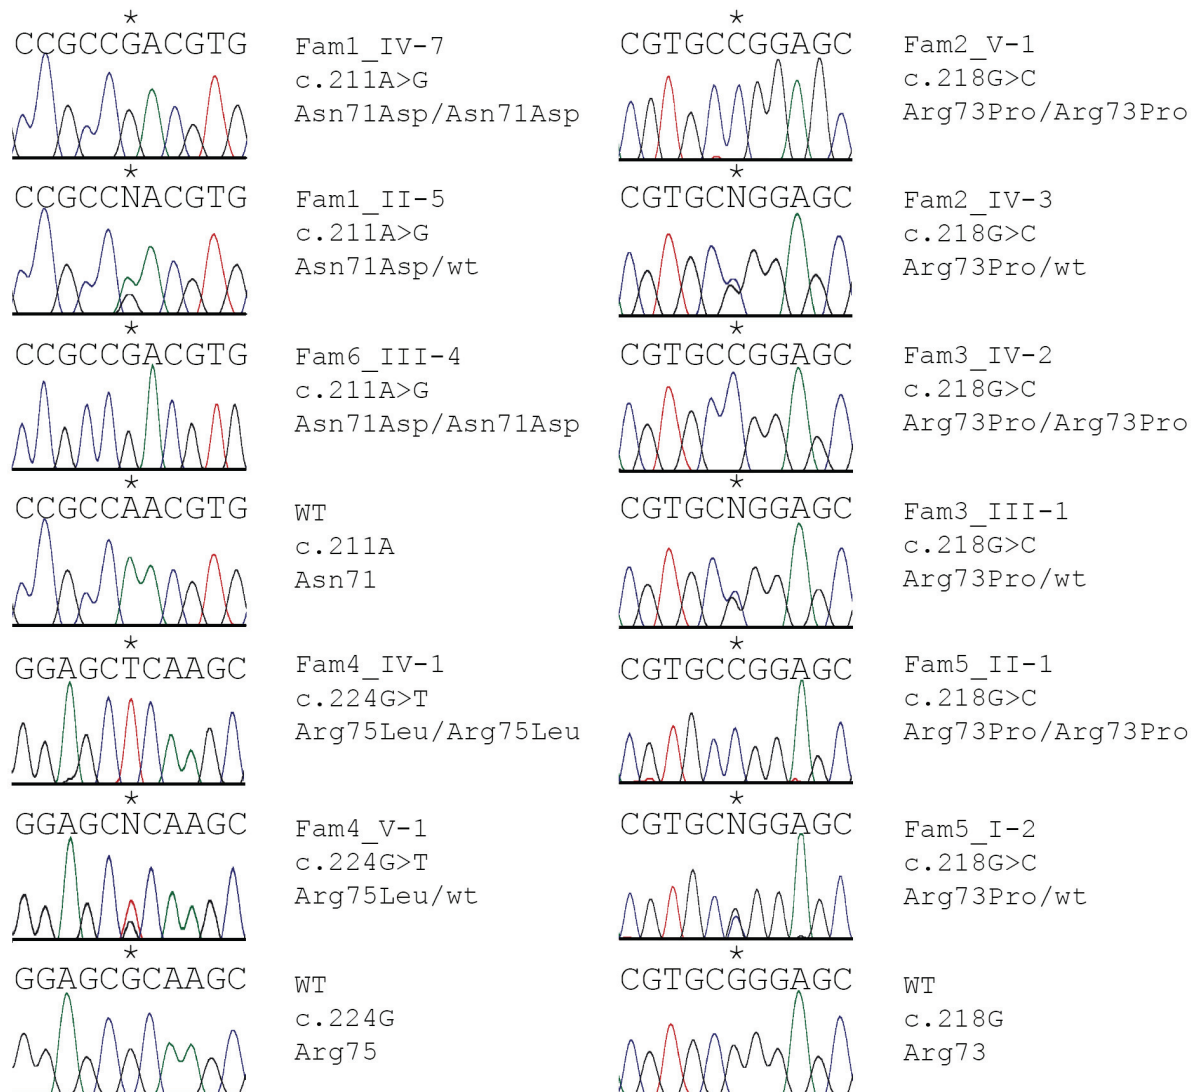 *
CCGCCGACGTG
Fam1_IV-7
c.211A>G
Asn71Asp/Asn71Asp
*
CCGCCNACGTG
Fam1_II-5
c.211A>G
Asn71Asp/wt
*
CCGCCGACGTG
Fam6_III-4
c.211A>G
Asn71Asp/Asn71Asp
*
CCGCCAACGTG
WT
c.211A
Asn71
*
GGAGCTCAAGC
Fam4_IV-1
c.224G>T
Arg75Leu/Arg75Leu
*
GGAGCNCAAGC
Fam4_V-1
c.224G>T
Arg75Leu/wt
*
GGAGCGCAAGC
WT
c.224G
Arg75
*
CGTGCCGGAGC
Fam2_V-1
c.218G>C
Arg73Pro/Arg73Pro
*
CGTGCNGGAGC
Fam2_IV-3
c.218G>C
Arg73Pro/wt
*
CGTGCCGGAGC
Fam3_IV-2
c.218G>C
Arg73Pro/Arg73Pro
*
CGTGCNGGAGC
Fam3_III-1
c.218G>C
Arg73Pro/wt
*
CGTGCCGGAGC
Fam5_II-1
c.218G>C
Arg73Pro/Arg73Pro
*
CGTGCNGGAGC
Fam5_I-2
c.218G>C
Arg73Pro/wt
*
CGTGCGGGAGC
WT
c.218G
Arg73